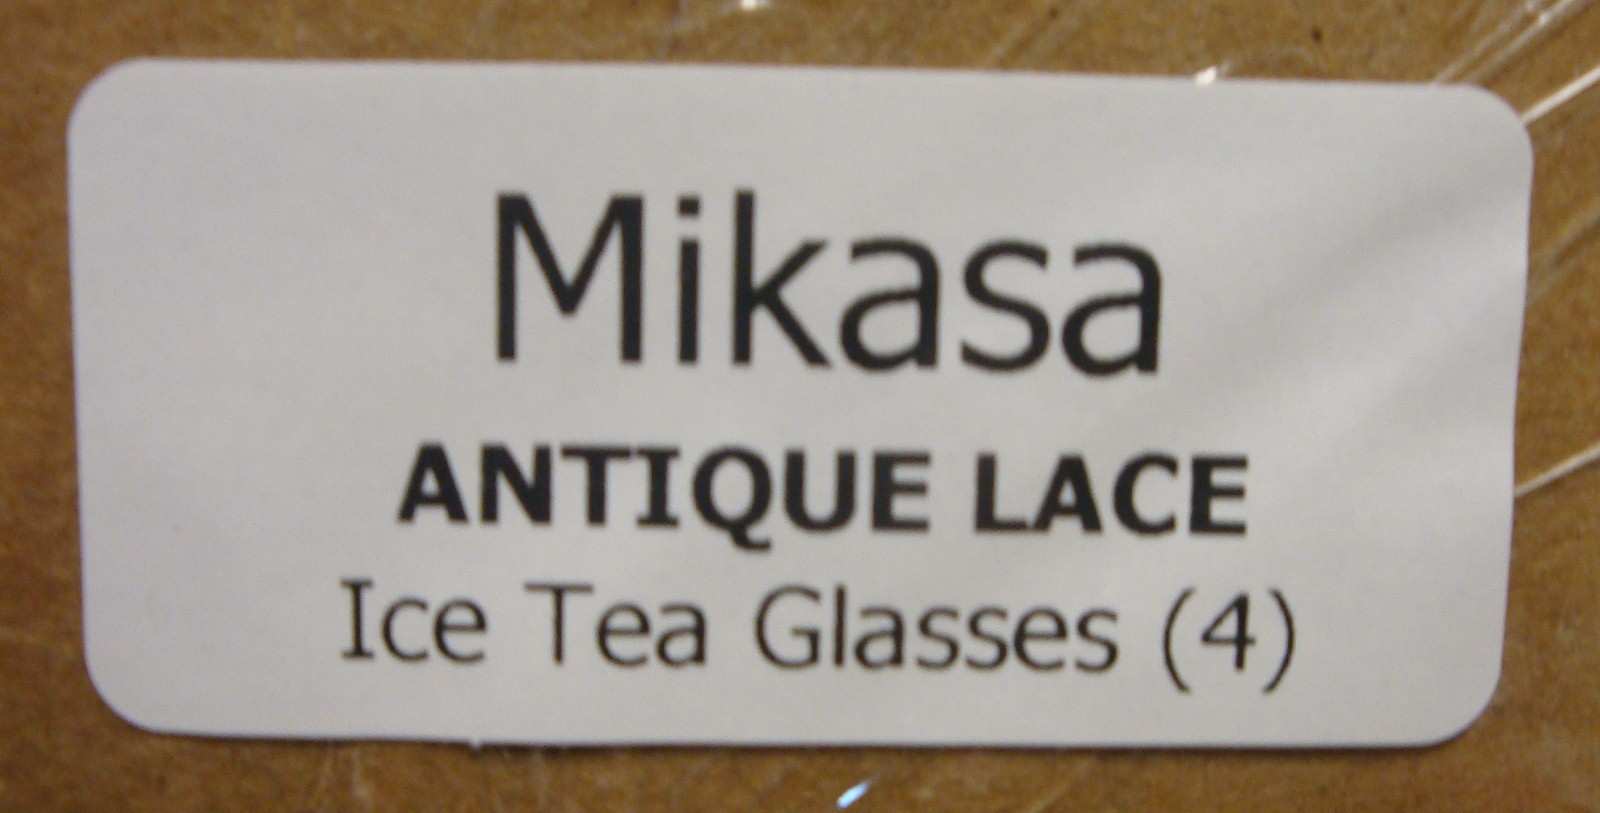 Mikasa
ANTIQUE LACE
Ice Tea Glasses (4)